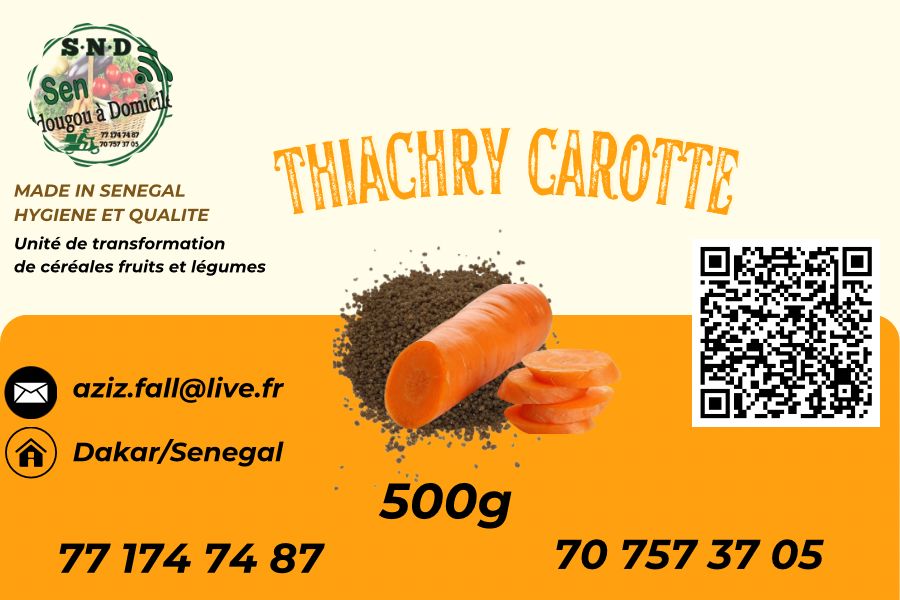 S·N·D
Sen
dougou à Domicile
77 174 74 87
70 757 37 05
MADE IN SENEGAL
HYGIENE ET QUALITE
Unité de transformation
de céréales fruits et légumes
THIACHRY CAROTTE
aziz.fall@live.fr
Dakar/Senegal
500g
77 174 74 87
70 757 37 05